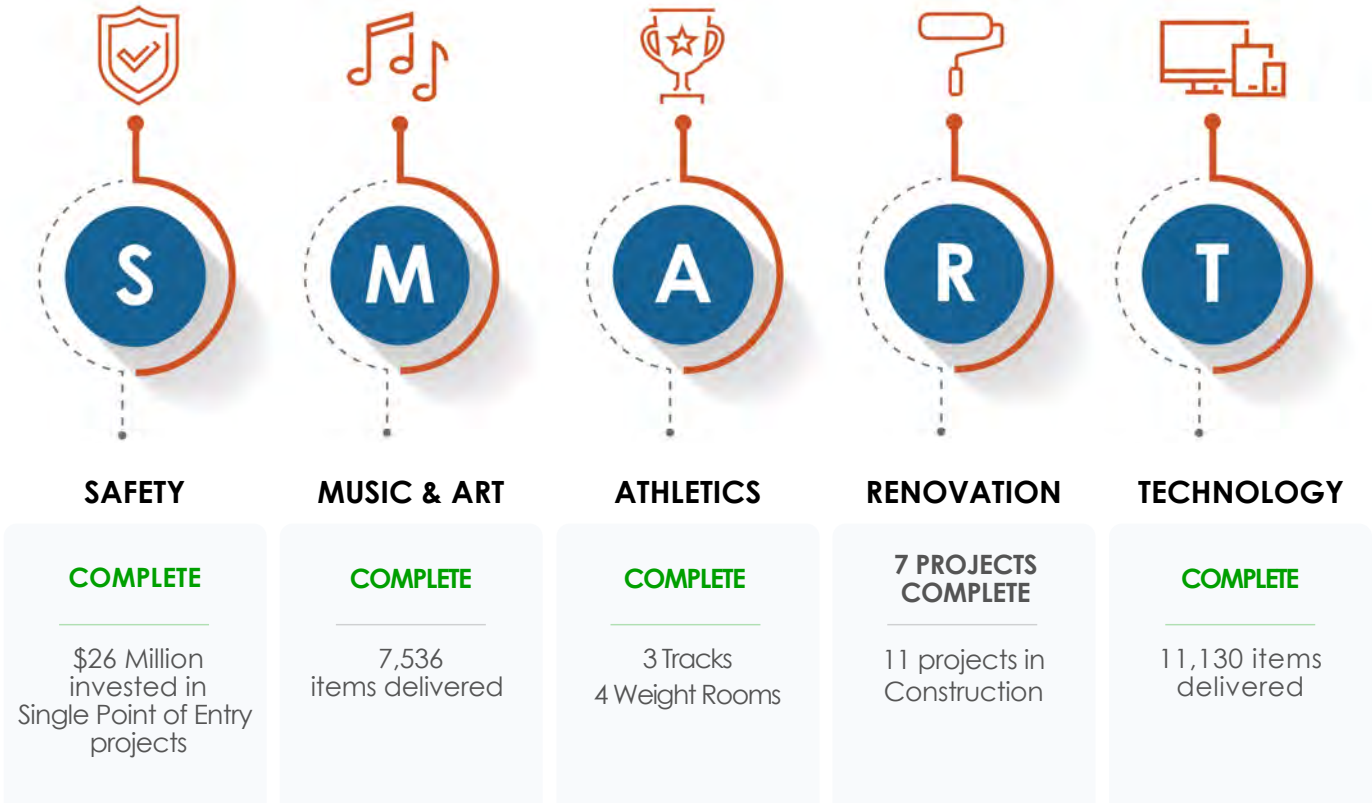 S
M
A
R
T
SAFETY
COMPLETE
$26 Million
invested in
Single Point of Entry
projects
MUSIC & ART
COMPLETE
7,536
items delivered
ATHLETICS
COMPLETE
3 Tracks
4 Weight Rooms
RENOVATION
7 PROJECTS
COMPLETE
11 projects in
Construction
TECHNOLOGY
COMPLETE
11,130 items
delivered